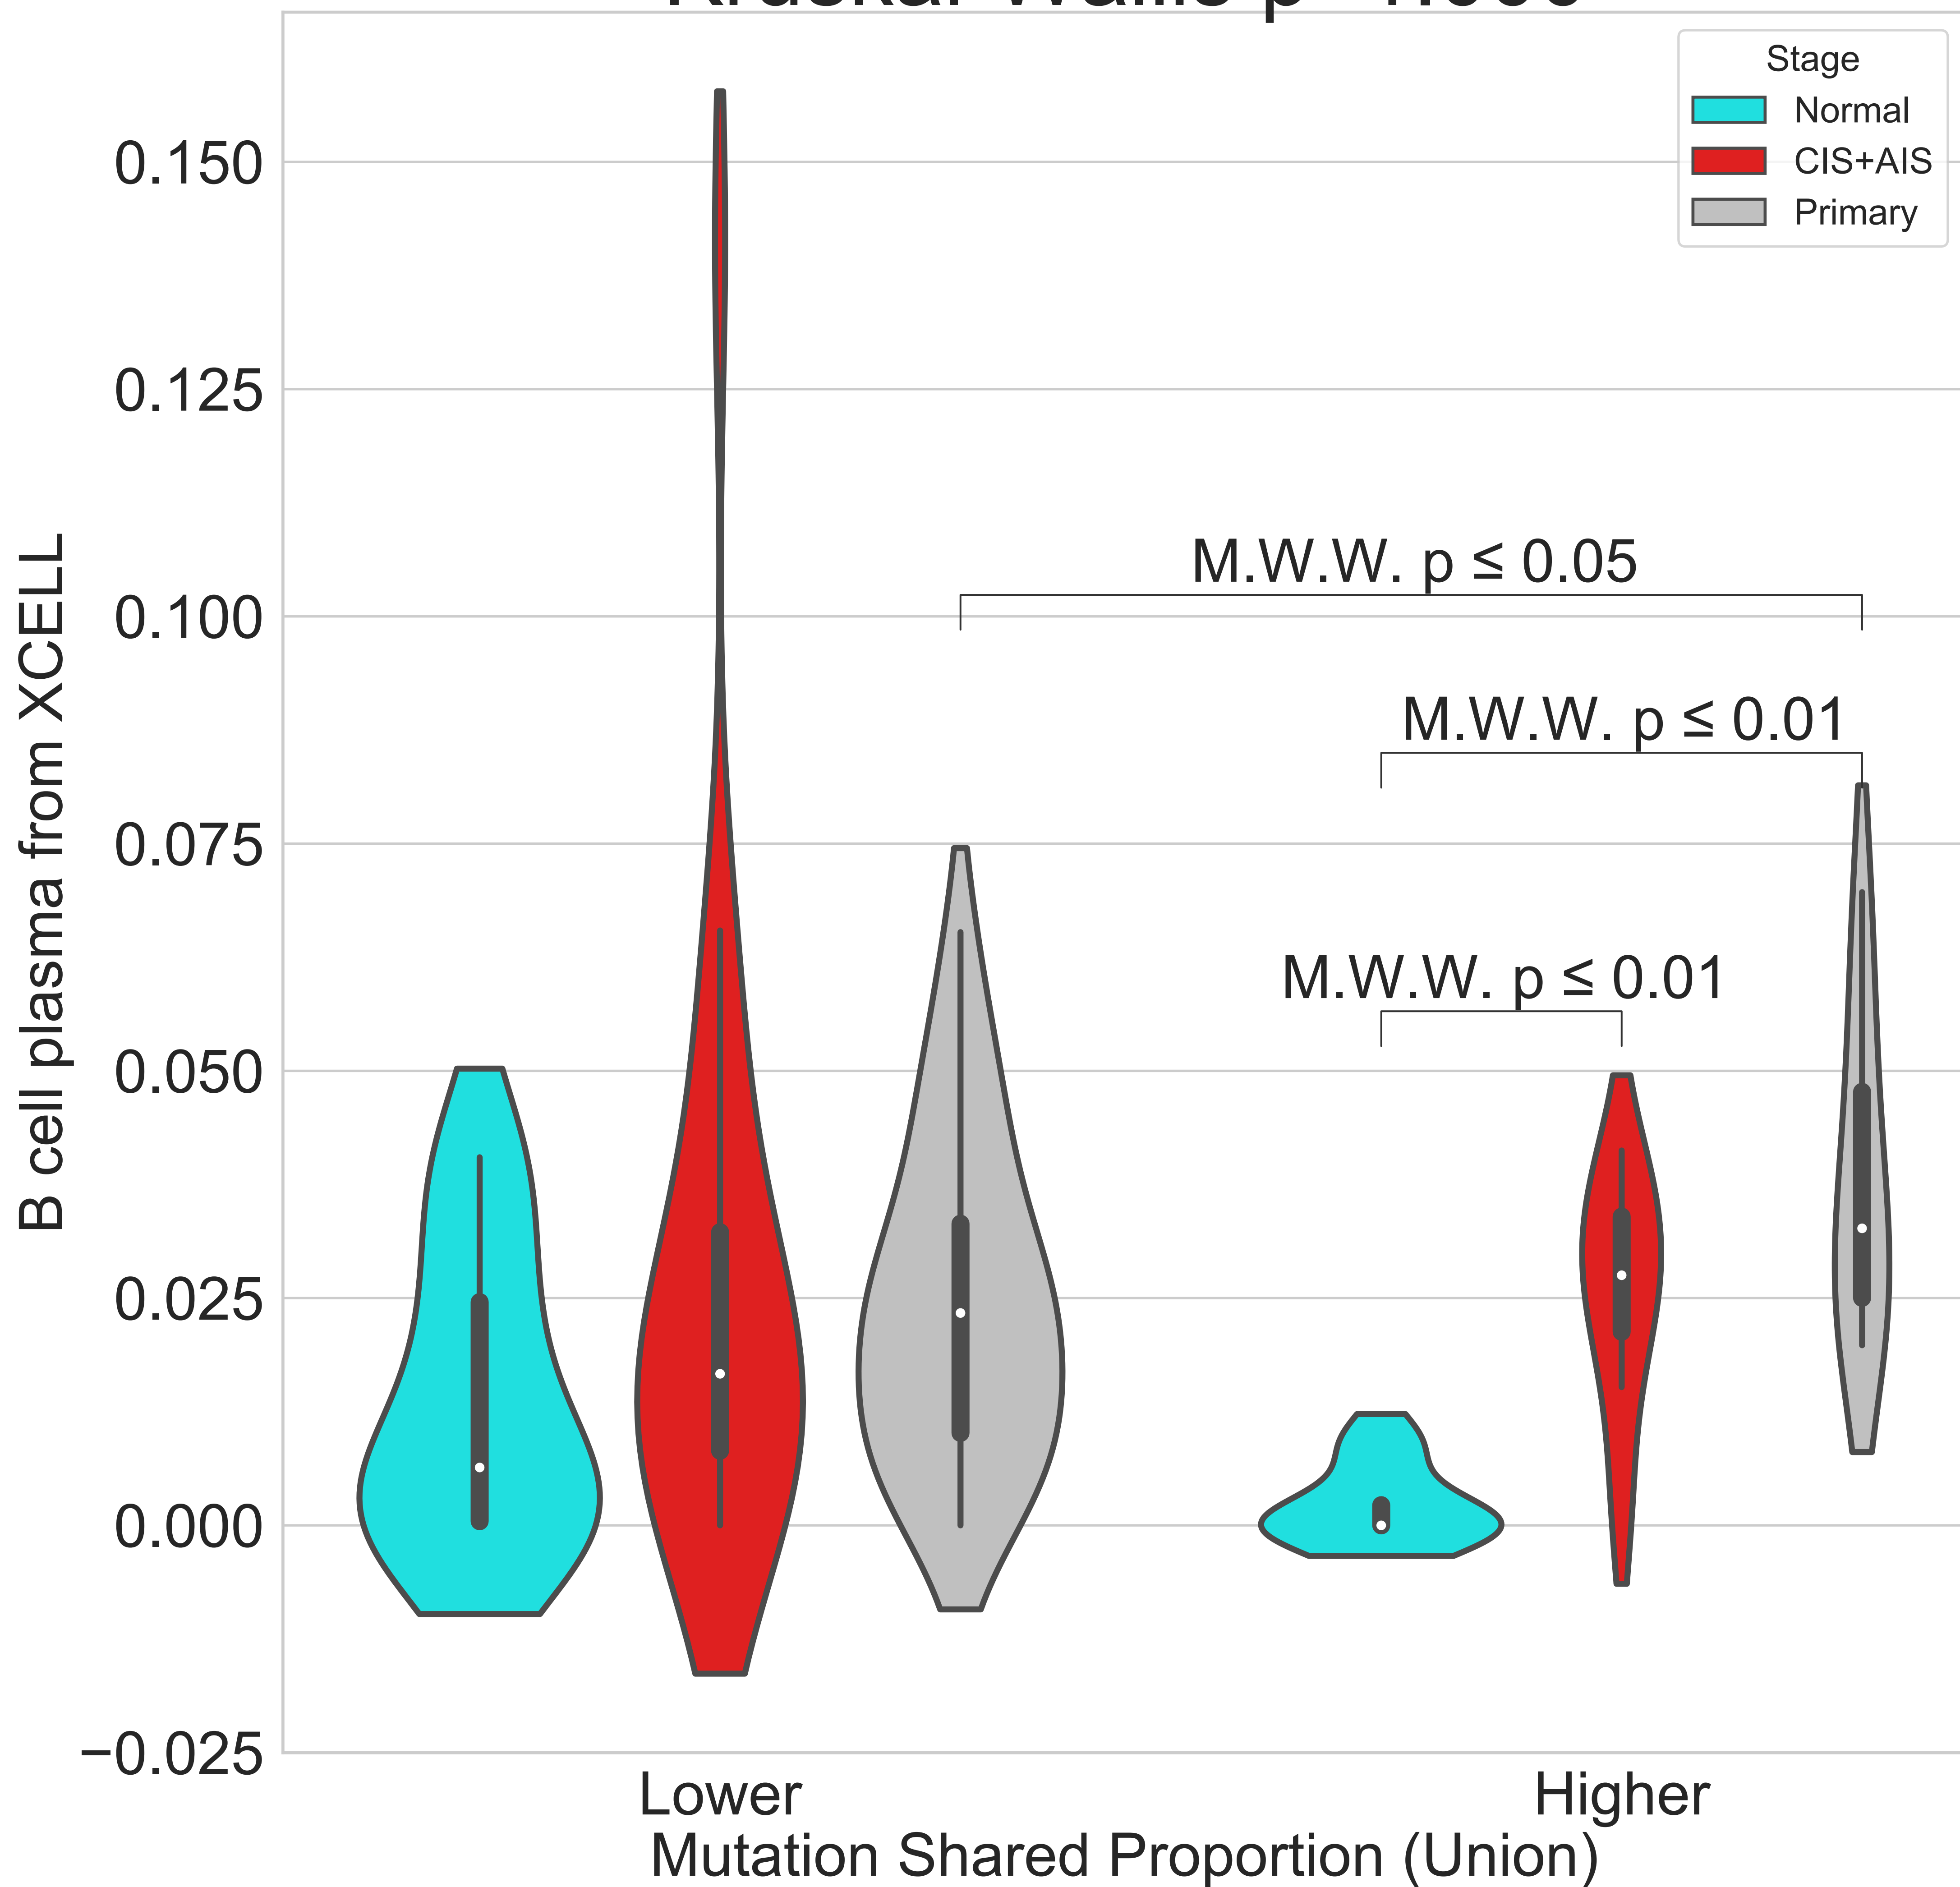 Stage
Normal
CIS+AIS
Primary
0.150
0.125
0.100
0.075
0.050
0.025
0.000
−0.025
B cell plasma from XCELL
M.W.W. p ≤ 0.05
M.W.W. p ≤ 0.01
M.W.W. p ≤ 0.01
Lower
Higher
Mutation Shared Proportion (Union)